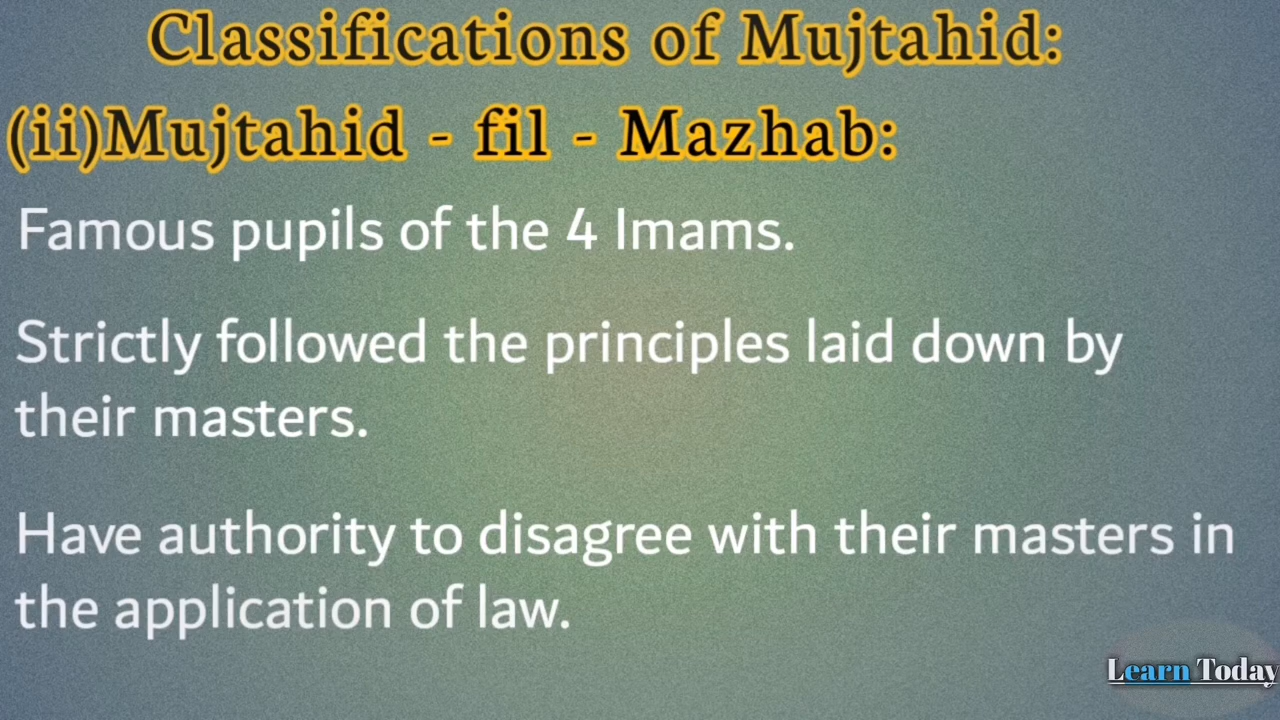 Classifications of Mujtahid:
(ii)Mujtahid - fil - Mazhab:
Famous pupils of the 4 Imams.
Strictly followed the principles laid down by
their masters.
Have authority to disagree with their masters in
the application of law.
Learn Today